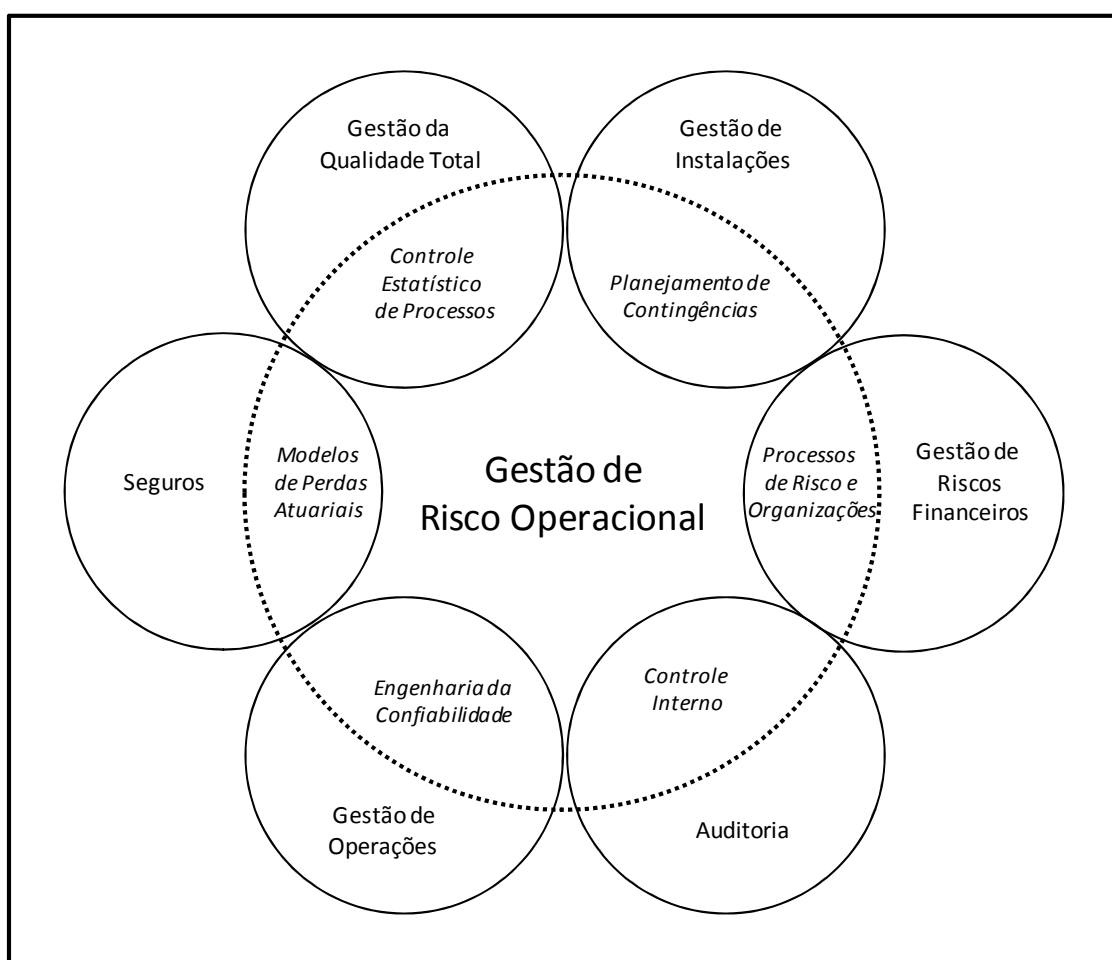 Gestão da
Qualidade Total
Gestão de
Instalações
Controle
Estatístico
de Processos
Planejamento de
Contingências
Seguros
Modelos
de Perdas
Atuariais
Gestão de
Risco Operacional
Processos
de Risco e
Organizações
Gestão de
Riscos
Financeiros
Engenharia da
Confiabilidade
Controle
Interno
Gestão de
Operações
Auditoria